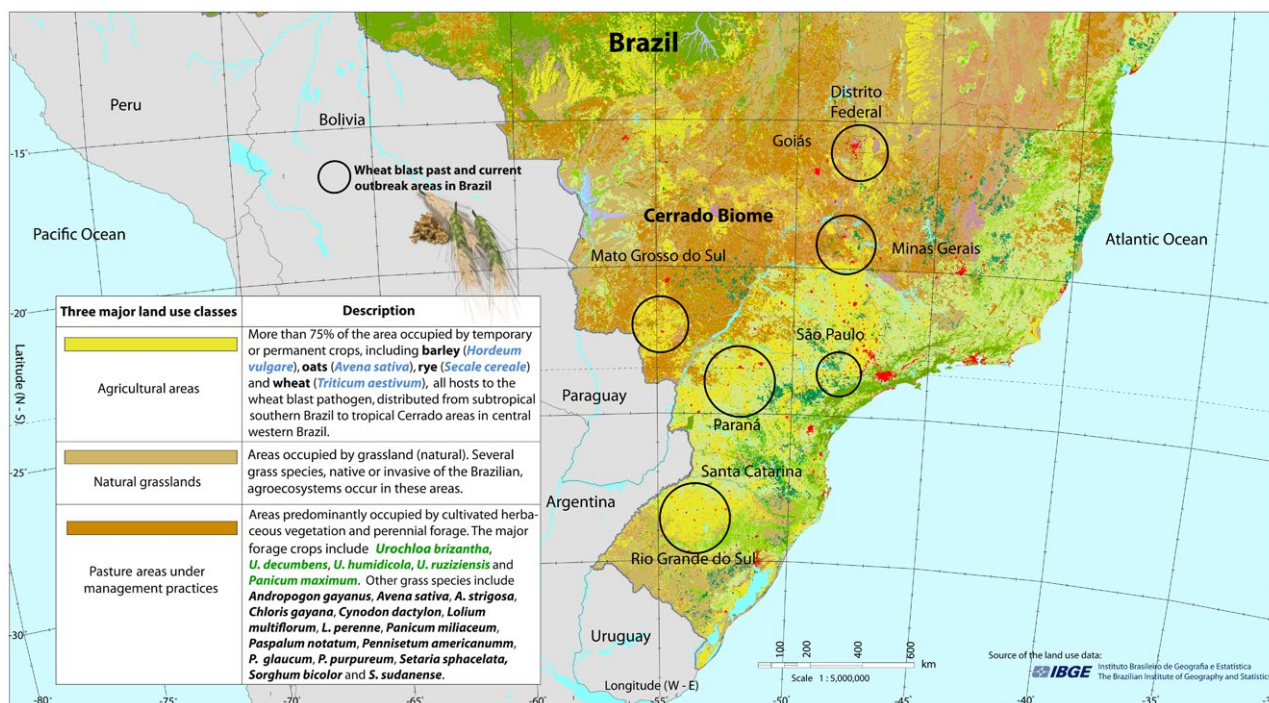 Brazil
Peru
Bolivia
Distrito
Federal
Goiás
-15°
Wheat blast past and current
outbreak areas in Brazil
Cerrado Biome
Pacific Ocean
Mato Grosso do Sul
Minas Gerais
Atlantic Ocean
Three major land use classes
Description
Agricultural areas
More than 75% of the area occupied by temporary
or permanent crops, including barley (Hordeum
vulgare), oats (Avena sativa), rye (Secale cereale)
and wheat (Triticum aestivum), all hosts to the
wheat blast pathogen, distributed from subtropical
southern Brazil to tropical Cerrado areas in central
western Brazil.
Natural grasslands
Areas occupied by grassland (natural). Several
grass species, native or invasive of the Brazilian,
agroecosystems occur in these areas.
Pasture areas under
management practices
Areas predominantly occupied by cultivated herba-
ceous vegetation and perennial forage. The major
forage crops include Urochloa brizantha,
U. decumbens, U. humidicola, U. ruziziensis and
Panicum maximum. Other grass species include
Andropogon gayanus, Avena sativa, A. strigosa,
Chloris gayana, Cynodon dactylon, Lolium
multiflorum, L. perenne, Panicum miliaceum,
Paspalum notatum, Pennisetum americanumm,
P. glaucum, P. purpureum, Setaria sphacelata,
Sorghum bicolor and S. sudanense.
-20°
Latitude (N - S)
-25°
-30°
São Paulo
Paraguay
Paraná
Santa Catarina
Argentina
Rio Grande do Sul
Uruguay
100
200
400
600
km
Scale 1 : 5,000,000
Longitude (W - E)
Source of the land use data:
IBGE
Instituto Brasileiro de Geografia e Estatística
The Brazilian Institute of Geography and Statistics
-80°
-75°
-70°
-65°
-60°
-55°
-50°
-45°
-40°